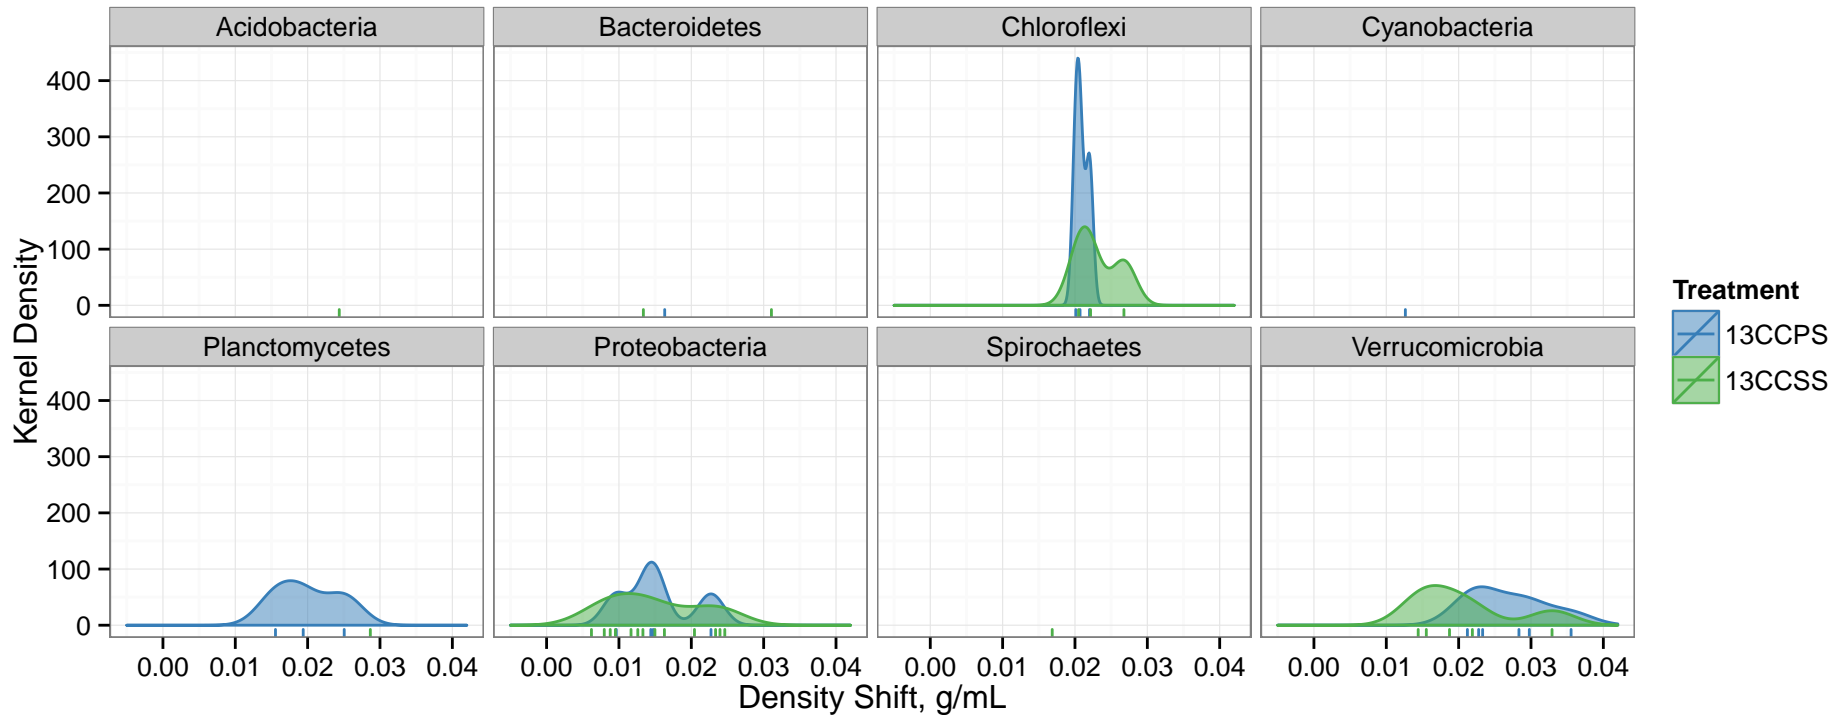 Acidobacteria Bacteroidetes Chloroflexi Cyanobacteria
400
300
200
100
0
Planctomycetes Proteobacteria Spirochaetes Verrucomicrobia
400
300
200
100
0
0.00 0.01 0.02 0.03 0.04 0.00 0.01 0.02 0.03 0.04 0.00 0.01 0.02 0.03 0.04 0.00 0.01 0.02 0.03 0.04
Density Shift, g/mL
Kernel Density
Treatment
13CCPS
13CCSS